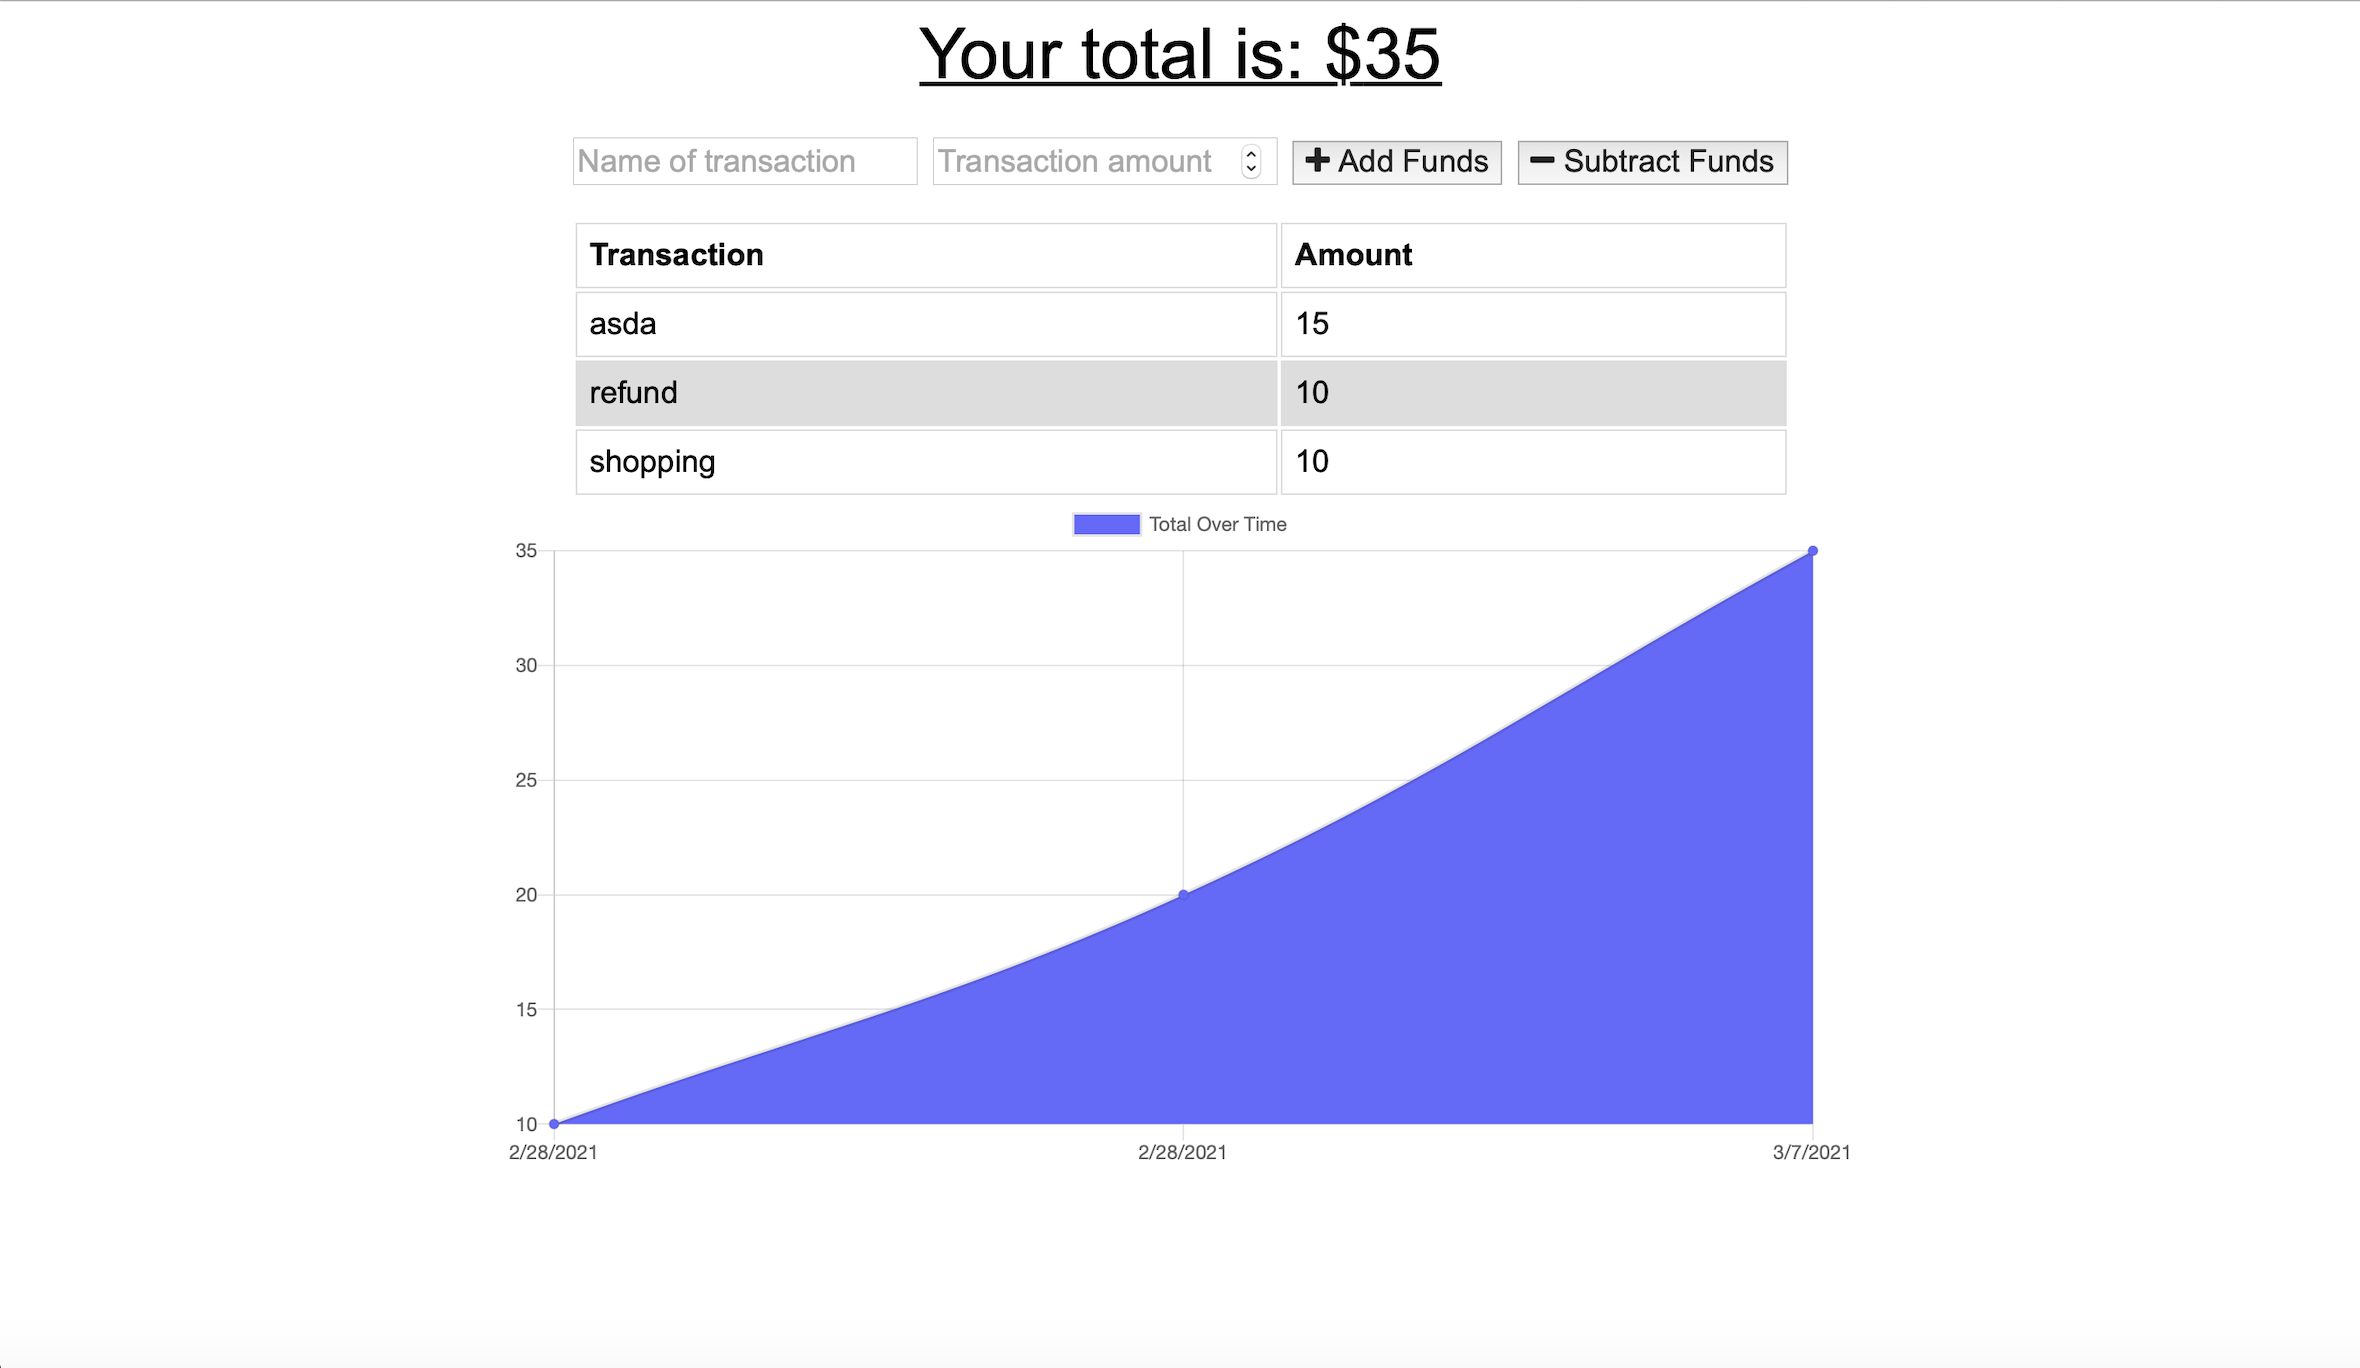 Your total is: $35
Name of transaction Transaction amount Add Funds Subtract Funds
Transaction Amount
asda 15
refund 10
shopping 10
Total Over Time
35
30
25
20
15
10
2/28/2021 2/28/2021 3/7/2021